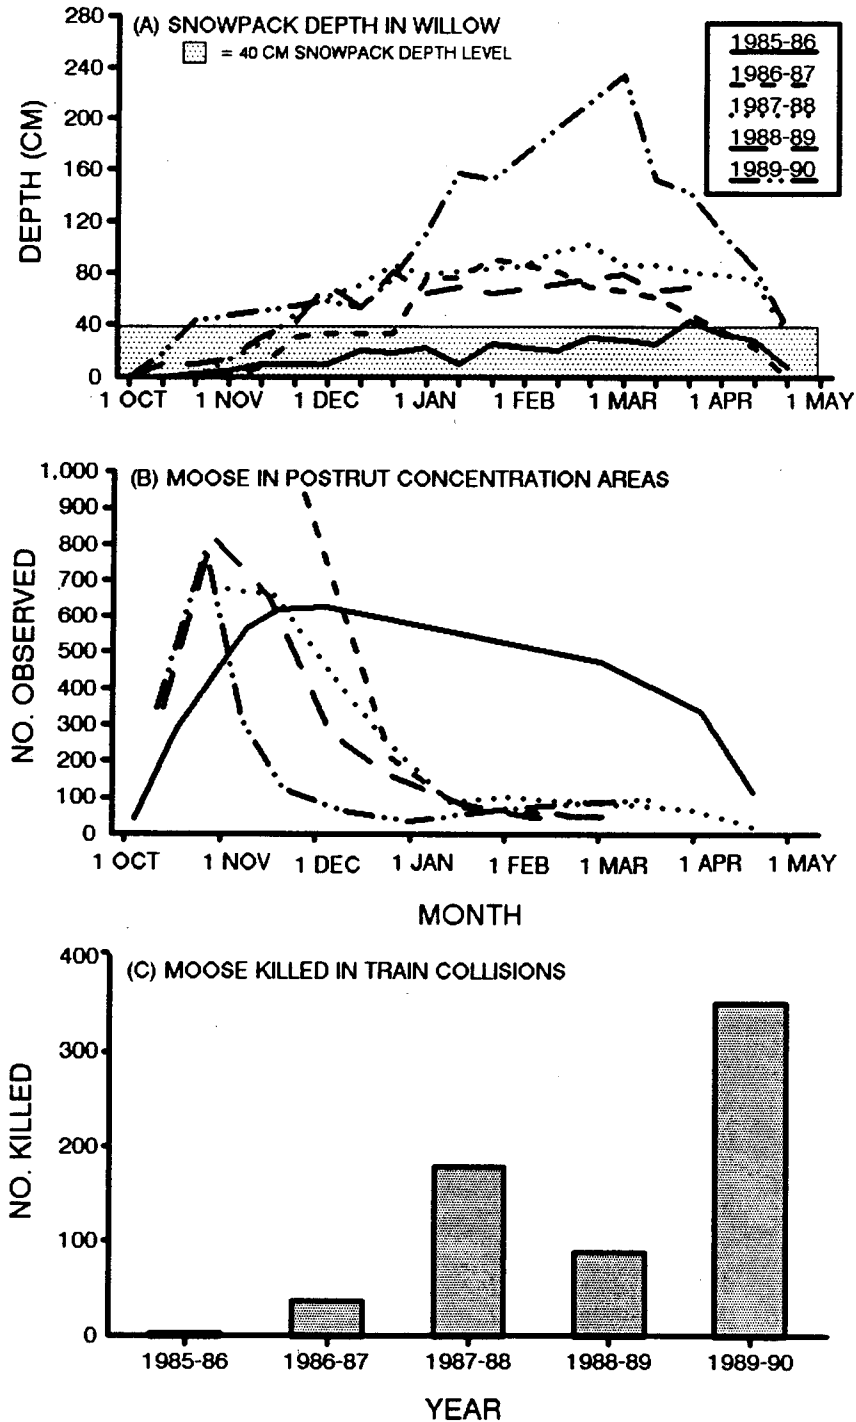 (A) SNOWPACK DEPTH IN WILLOW
= 40 CM SNOWPACK DEPTH LEVEL
1985-86
1986-87
1987-88
1988-89
1989-90
DEPTH (CM)
280
240
200
160
120
80
40
0
1 OCT
1 NOV
1 DEC
1 JAN
1 FEB
1 MAR
1 APR
1 MAY
(B) MOOSE IN POSTRUT CONCENTRATION AREAS
NO. OBSERVED
1,000
900
800
700
600
500
400
300
200
100
0
1 OCT
1 NOV
1 DEC
1 JAN
1 FEB
1 MAR
1 APR
1 MAY
MONTH
(C) MOOSE KILLED IN TRAIN COLLISIONS
NO. KILLED
400
300
200
100
0
1985-86
1986-87
1987-88
1988-89
1989-90
YEAR